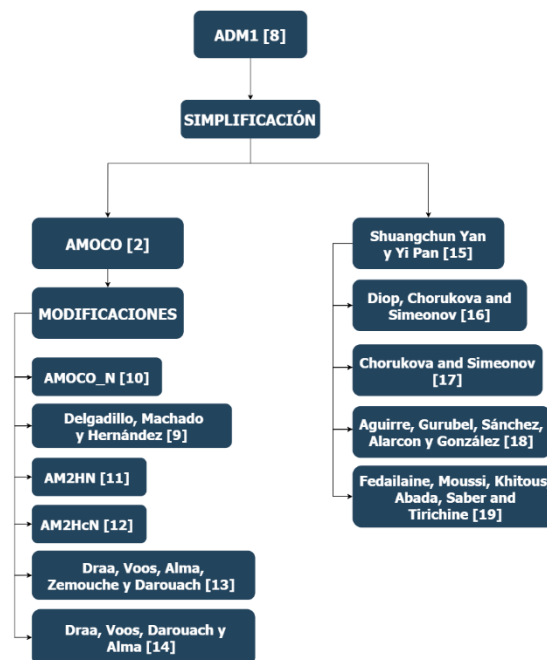 ADM1 [8]
SIMPLIFICACIÓN
AMOCO [2]
MODIFICACIONES
AMOCO_N [10]
Delgadillo, Machado
y Hernández [9]
AM2HN [11]
AM2HcN [12]
Draa, Voos, Alma,
Zemouche y Darouach [13]
Draa, Voos, Darouach y
Alma [14]
Shuangchun Yan
y Yi Pan [15]
Diop, Chorukova and
Simeonov [16]
Chorukova and Simeonov
[17]
Aguirre, Gurubel, Sánchez,
Alarcon y González [18]
Fedailaine, Moussi, Khitous,
Abada, Saber and
Tirichine [19]